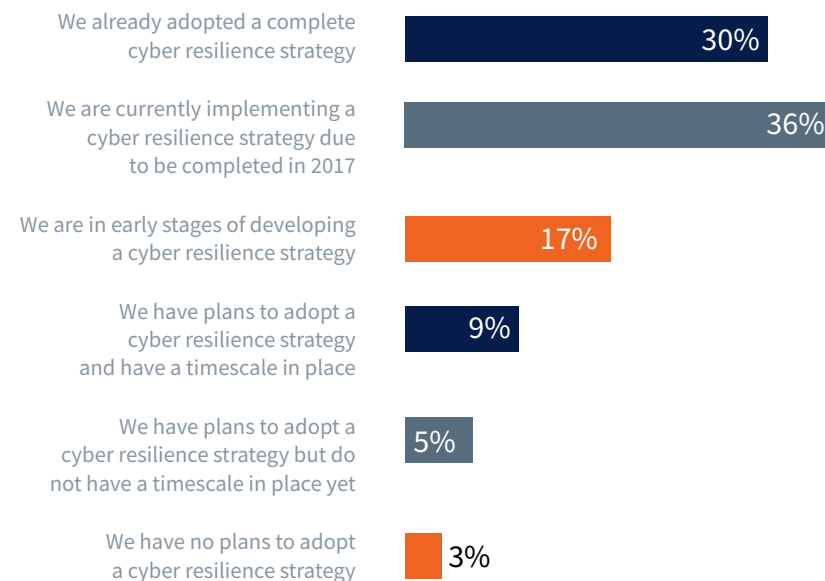 We already adopted a complete
cyber resilience strategy
30%
We are currently implementing a
cyber resilience strategy due
to be completed in 2017
36%
We are in early stages of developing
a cyber resilience strategy
17%
We have plans to adopt a
cyber resilience strategy
and have a timescale in place
9%
We have plans to adopt a
cyber resilience strategy but do
not have a timescale in place yet
5%
We have no plans to adopt
a cyber resilience strategy
3%